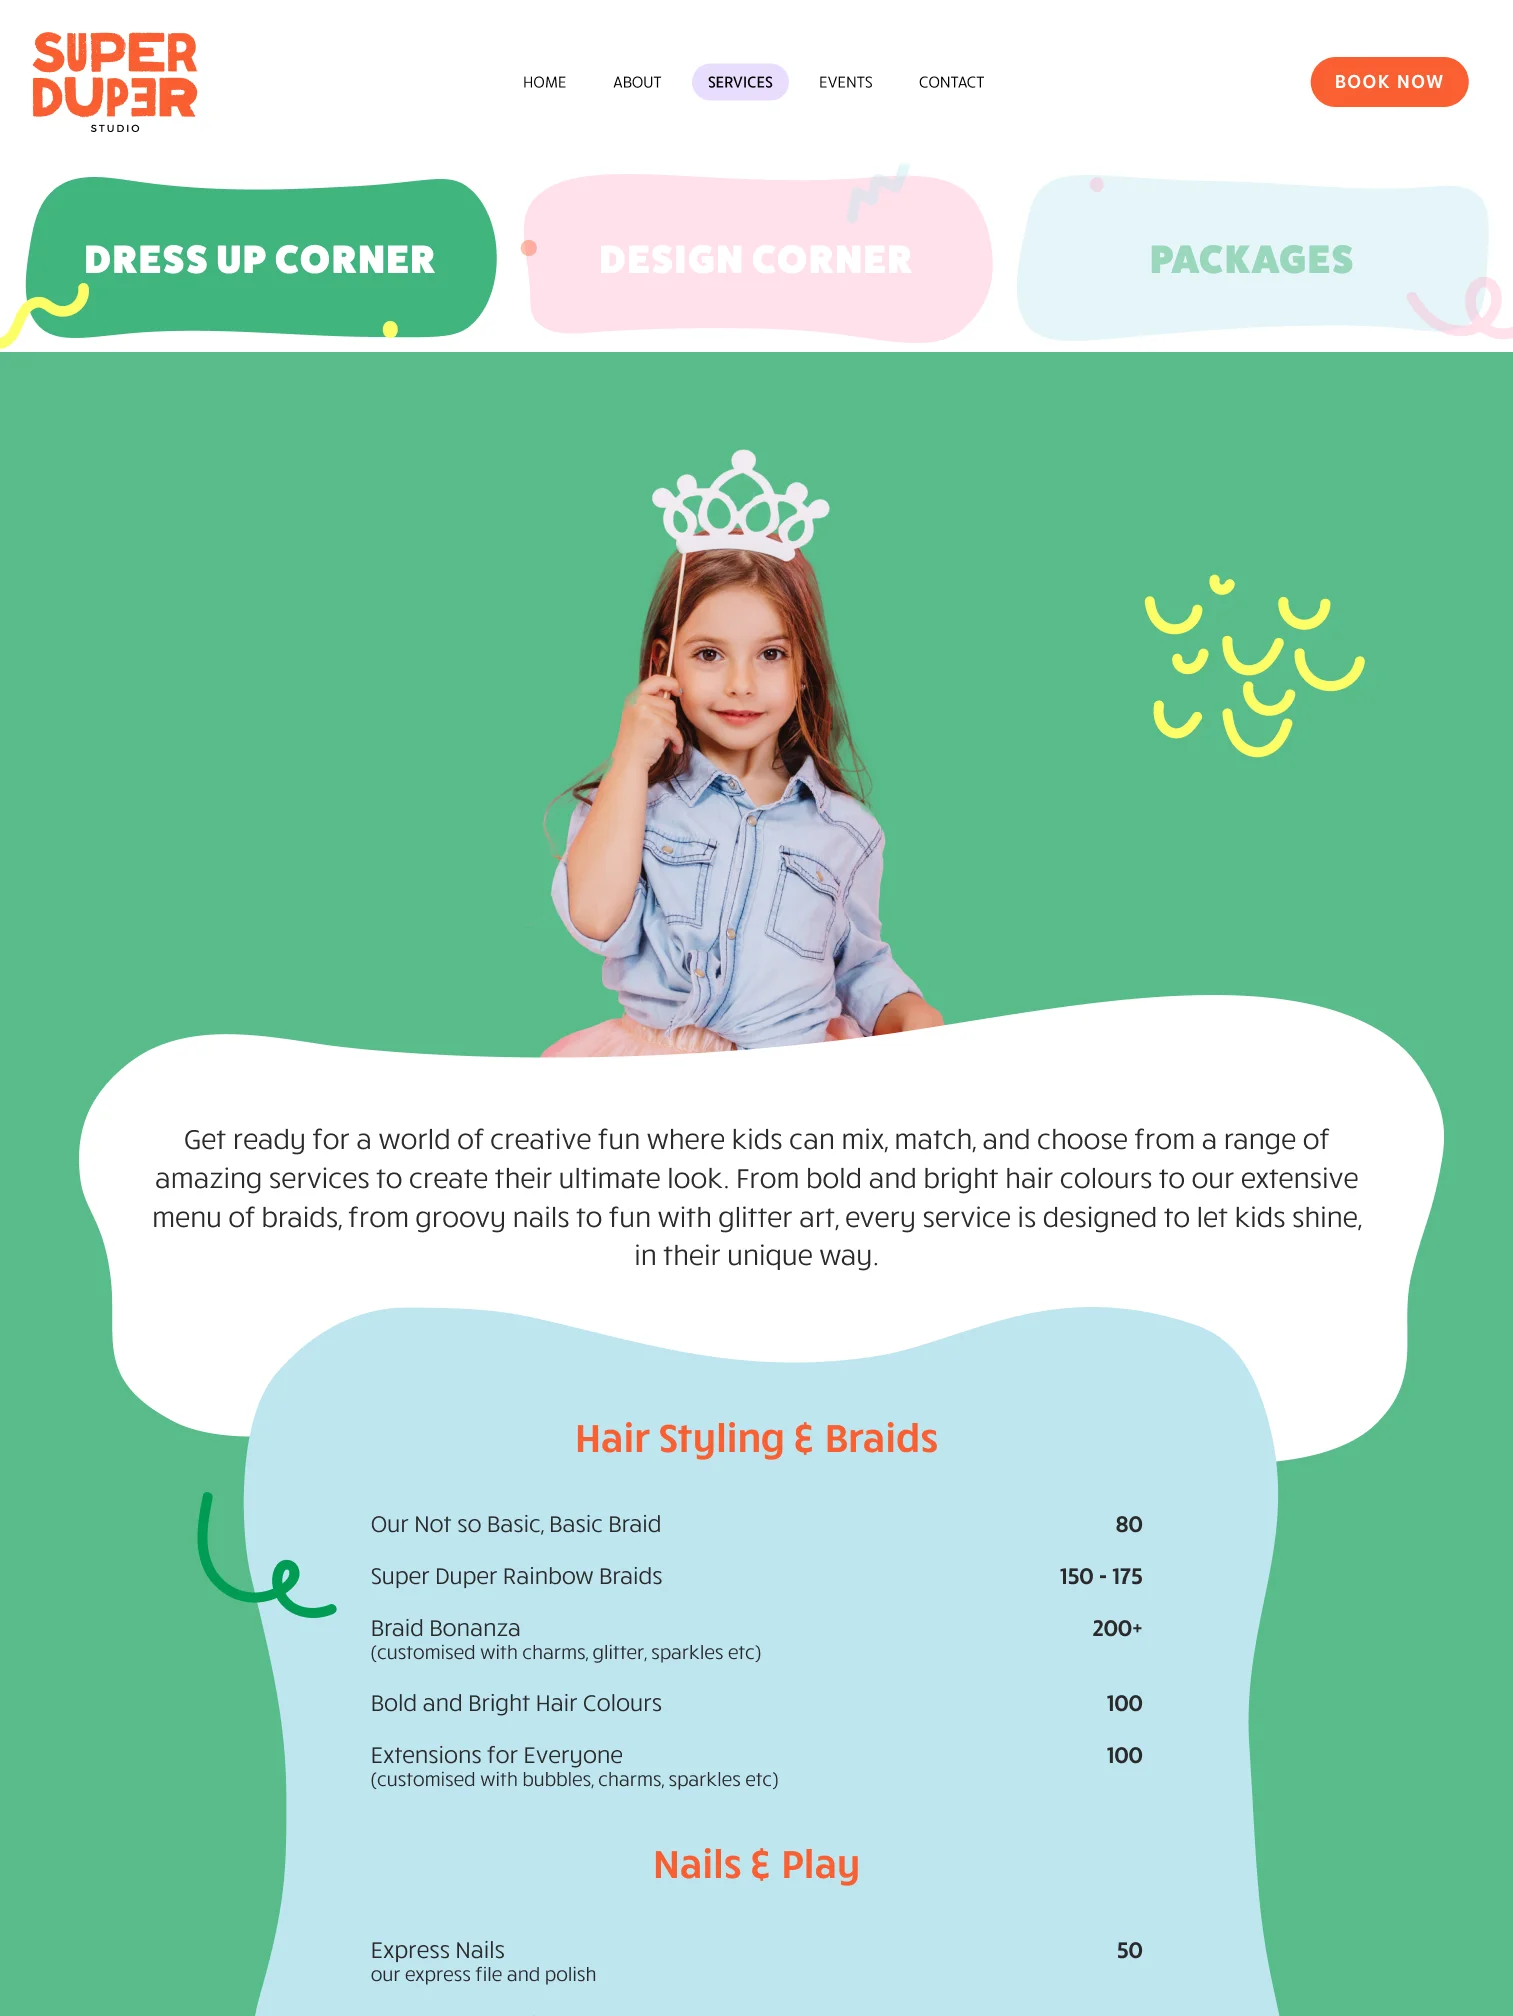 SUPER
DUPER
STUDIO
HOME ABOUT SERVICES EVENTS CONTACT
BOOK NOW
DRESS UP CORNER
DESIGN CORNER
PACKAGES
Get ready for a world of creative fun where kids can mix, match, and choose from a range of
amazing services to create their ultimate look. From bold and bright hair colours to our extensive
menu of braids, from groovy nails to fun with glitter art, every service is designed to let kids shine,
in their unique way.
Hair Styling & Braids
Our Not so Basic, Basic Braid 80
Super Duper Rainbow Braids 150 - 175
Braid Bonanza 200+
(customised with charms, glitter, sparkles etc)
Bold and Bright Hair Colours 100
Extensions for Everyone 100
(customised with bubbles, charms, sparkles etc)
Nails & Play
Express Nails 50
our express file and polish